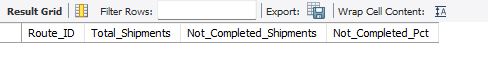 Result Grid Filter Rows: Export: Wrap Cell Content:
Route_ID Total_Shipments Not_Completed_Shipments Not_Completed_Pct